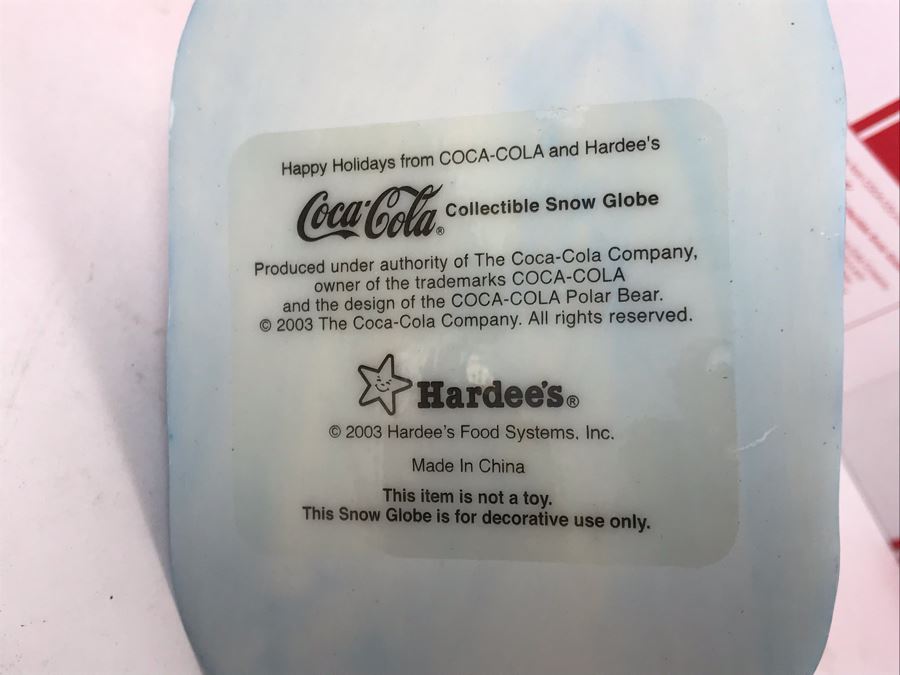 Happy Holidays from COCA-COLA and Hardee's
Coca-Cola® Collectible Snow Globe
Produced under authority of The Coca-Cola Company,
owner of the trademarks COCA-COLA
and the design of the COCA-COLA Polar Bear.
© 2003 The Coca-Cola Company. All rights reserved.
Hardee's®
© 2003 Hardee's Food Systems, Inc.
Made In China
This item is not a toy.
This Snow Globe is for decorative use only.